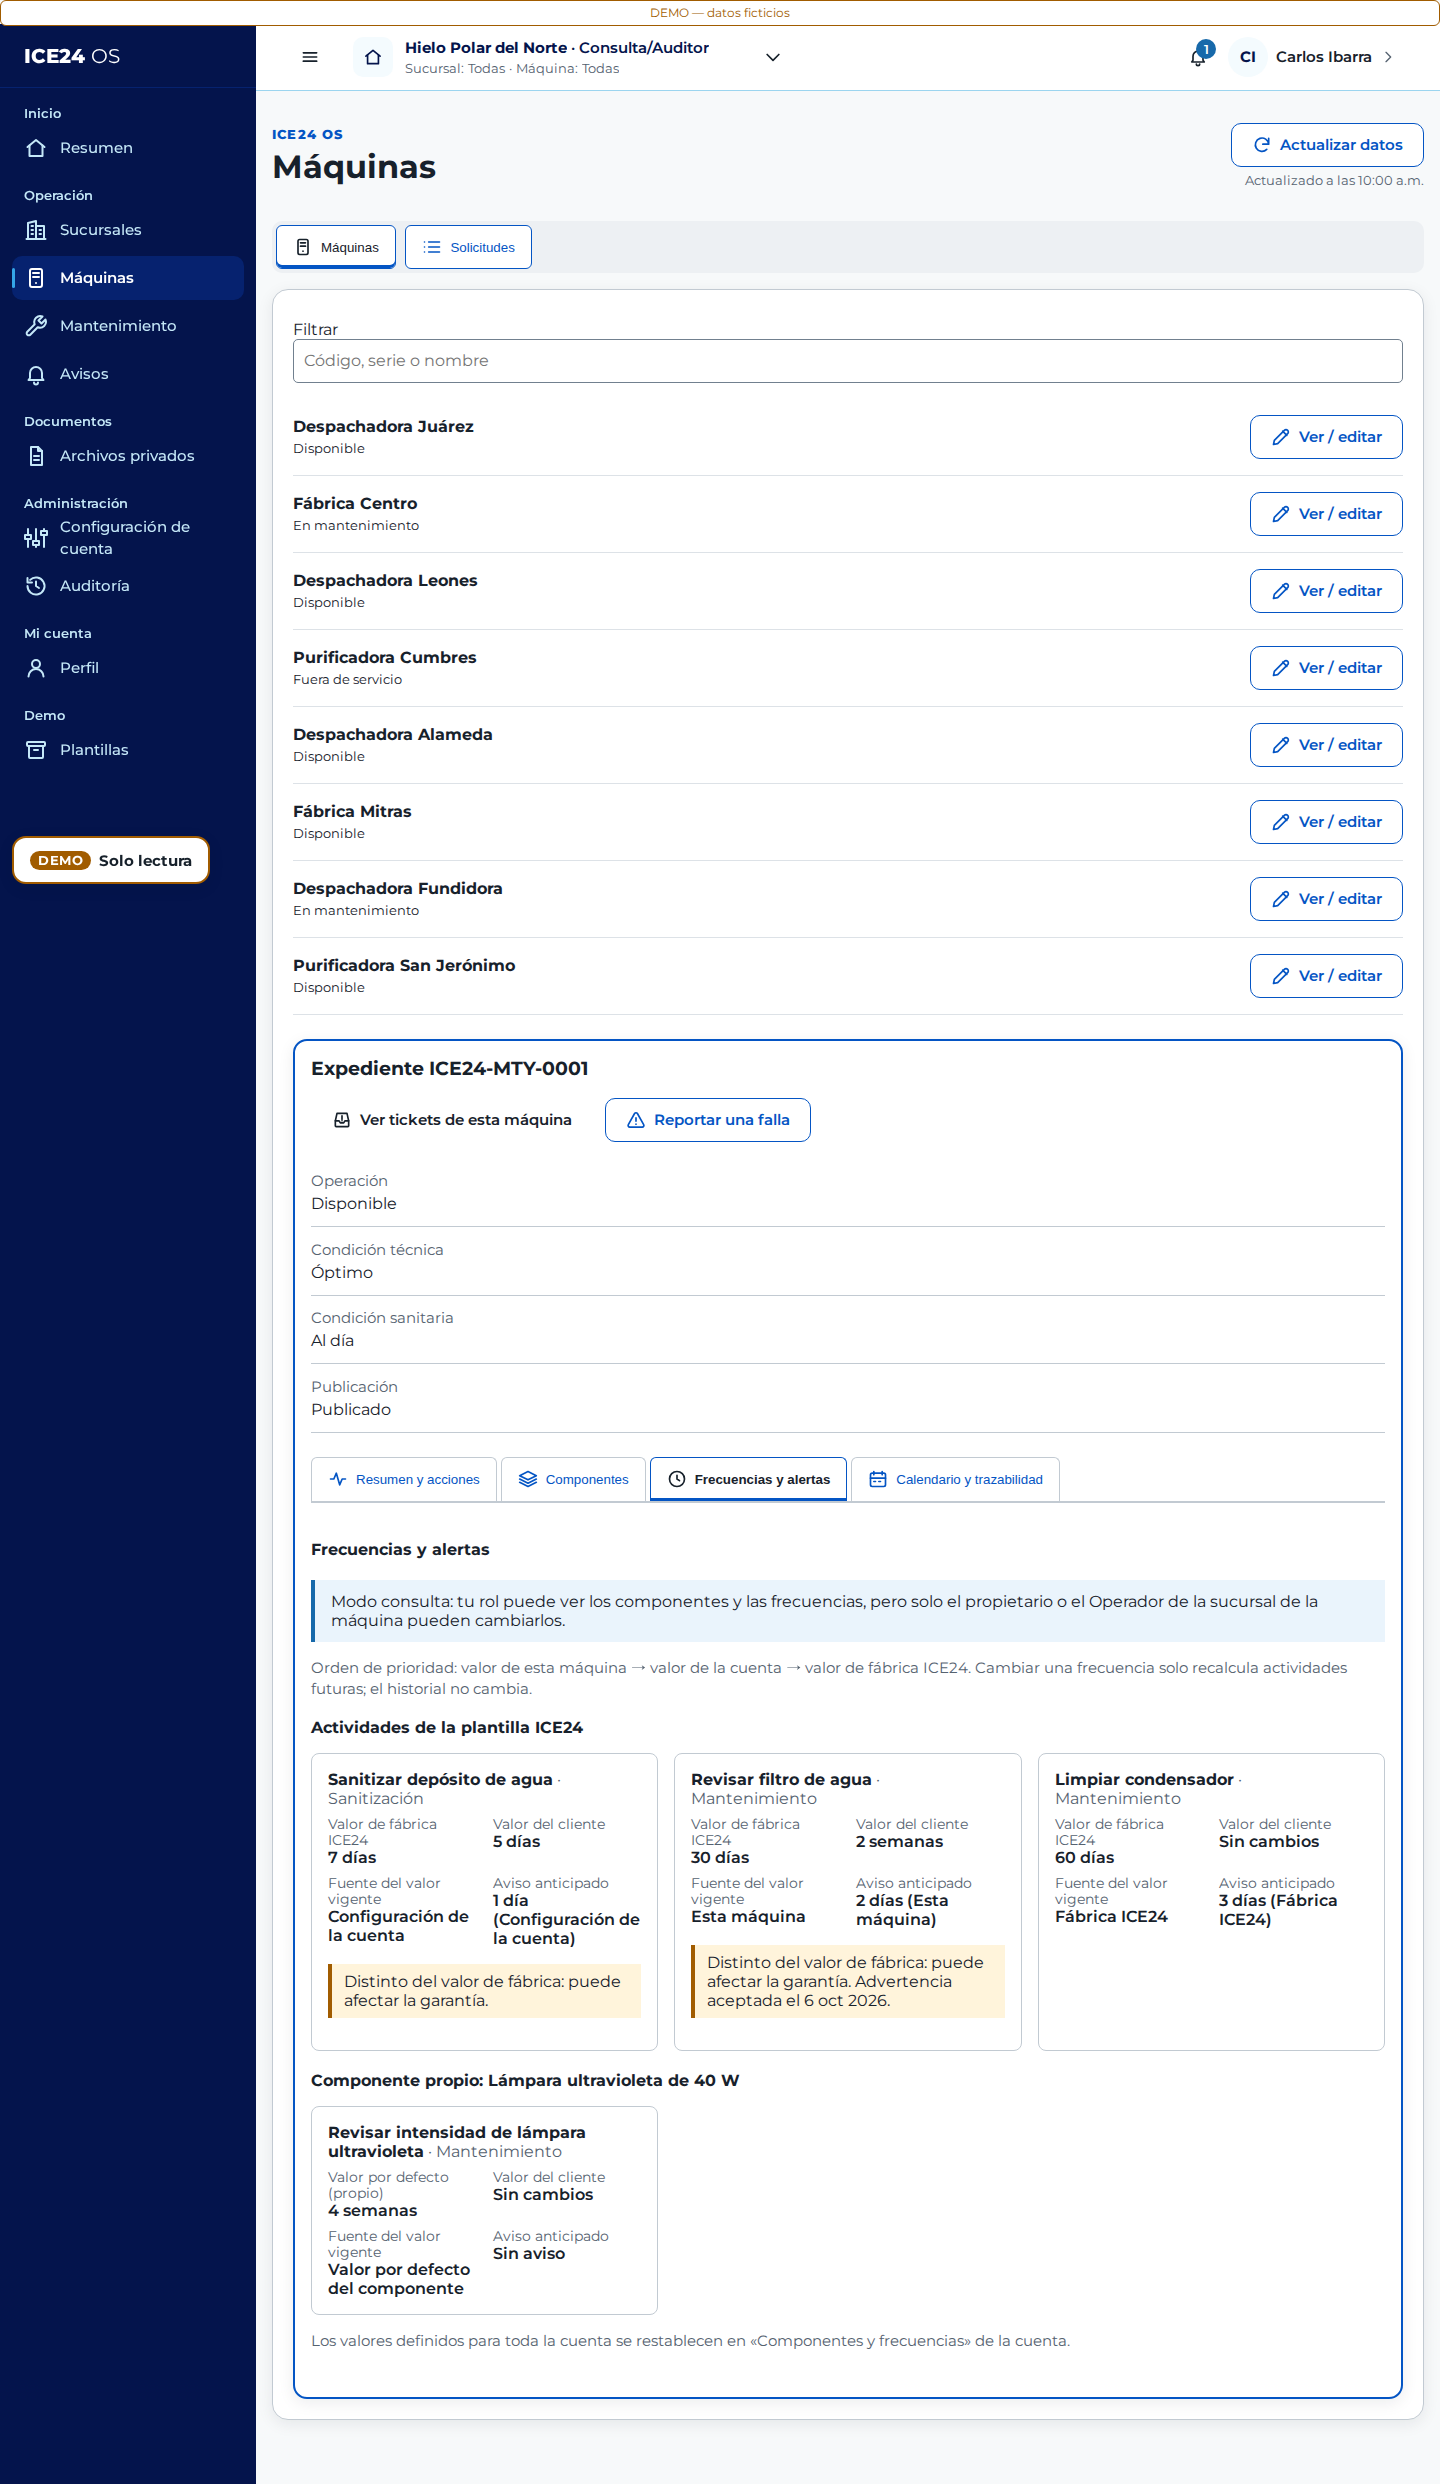 DEMO — datos ficticios
ICE24 OS
Inicio
Resumen
Operación
Sucursales
Máquinas
Mantenimiento
Avisos
Documentos
Archivos privados
Administración
Configuración de
cuenta
Auditoría
Mi cuenta
Perfil
Demo
Plantillas
DEMO Solo lectura
Hielo Polar del Norte · Consulta/Auditor
Sucursal: Todas · Máquina: Todas
1
CI Carlos Ibarra
ICE24 OS
Máquinas
Actualizar datos
Actualizado a las 10:00 a.m.
Máquinas
Solicitudes
Filtrar
Código, serie o nombre
Despachadora Juárez
Disponible
Ver / editar
Fábrica Centro
En mantenimiento
Ver / editar
Despachadora Leones
Disponible
Ver / editar
Purificadora Cumbres
Fuera de servicio
Ver / editar
Despachadora Alameda
Disponible
Ver / editar
Fábrica Mitras
Disponible
Ver / editar
Despachadora Fundidora
En mantenimiento
Ver / editar
Purificadora San Jerónimo
Disponible
Ver / editar
Expediente ICE24-MTY-0001
Ver tickets de esta máquina
Reportar una falla
Operación
Disponible
Condición técnica
Óptimo
Condición sanitaria
Al día
Publicación
Publicado
Resumen y acciones
Componentes
Frecuencias y alertas
Calendario y trazabilidad
Frecuencias y alertas
Modo consulta: tu rol puede ver los componentes y las frecuencias, pero solo el propietario o el Operador de la sucursal de la
máquina pueden cambiarlos.
Orden de prioridad: valor de esta máquina → valor de la cuenta → valor de fábrica ICE24. Cambiar una frecuencia solo recalcula actividades
futuras; el historial no cambia.
Actividades de la plantilla ICE24
Sanitizar depósito de agua ·
Sanitización
Valor de fábrica
ICE24
7 días
Valor del cliente
5 días
Fuente del valor
vigente
Configuración de
la cuenta
Aviso anticipado
1 día
(Configuración de
la cuenta)
Distinto del valor de fábrica: puede
afectar la garantía.
Revisar filtro de agua ·
Mantenimiento
Valor de fábrica
ICE24
30 días
Valor del cliente
2 semanas
Fuente del valor
vigente
Esta máquina
Aviso anticipado
2 días (Esta
máquina)
Distinto del valor de fábrica: puede
afectar la garantía. Advertencia
aceptada el 6 oct 2026.
Limpiar condensador ·
Mantenimiento
Valor de fábrica
ICE24
60 días
Valor del cliente
Sin cambios
Fuente del valor
vigente
Fábrica ICE24
Aviso anticipado
3 días (Fábrica
ICE24)
Componente propio: Lámpara ultravioleta de 40 W
Revisar intensidad de lámpara
ultravioleta · Mantenimiento
Valor por defecto
(propio)
4 semanas
Valor del cliente
Sin cambios
Fuente del valor
vigente
Valor por defecto
del componente
Aviso anticipado
Sin aviso
Los valores definidos para toda la cuenta se restablecen en «Componentes y frecuencias» de la cuenta.